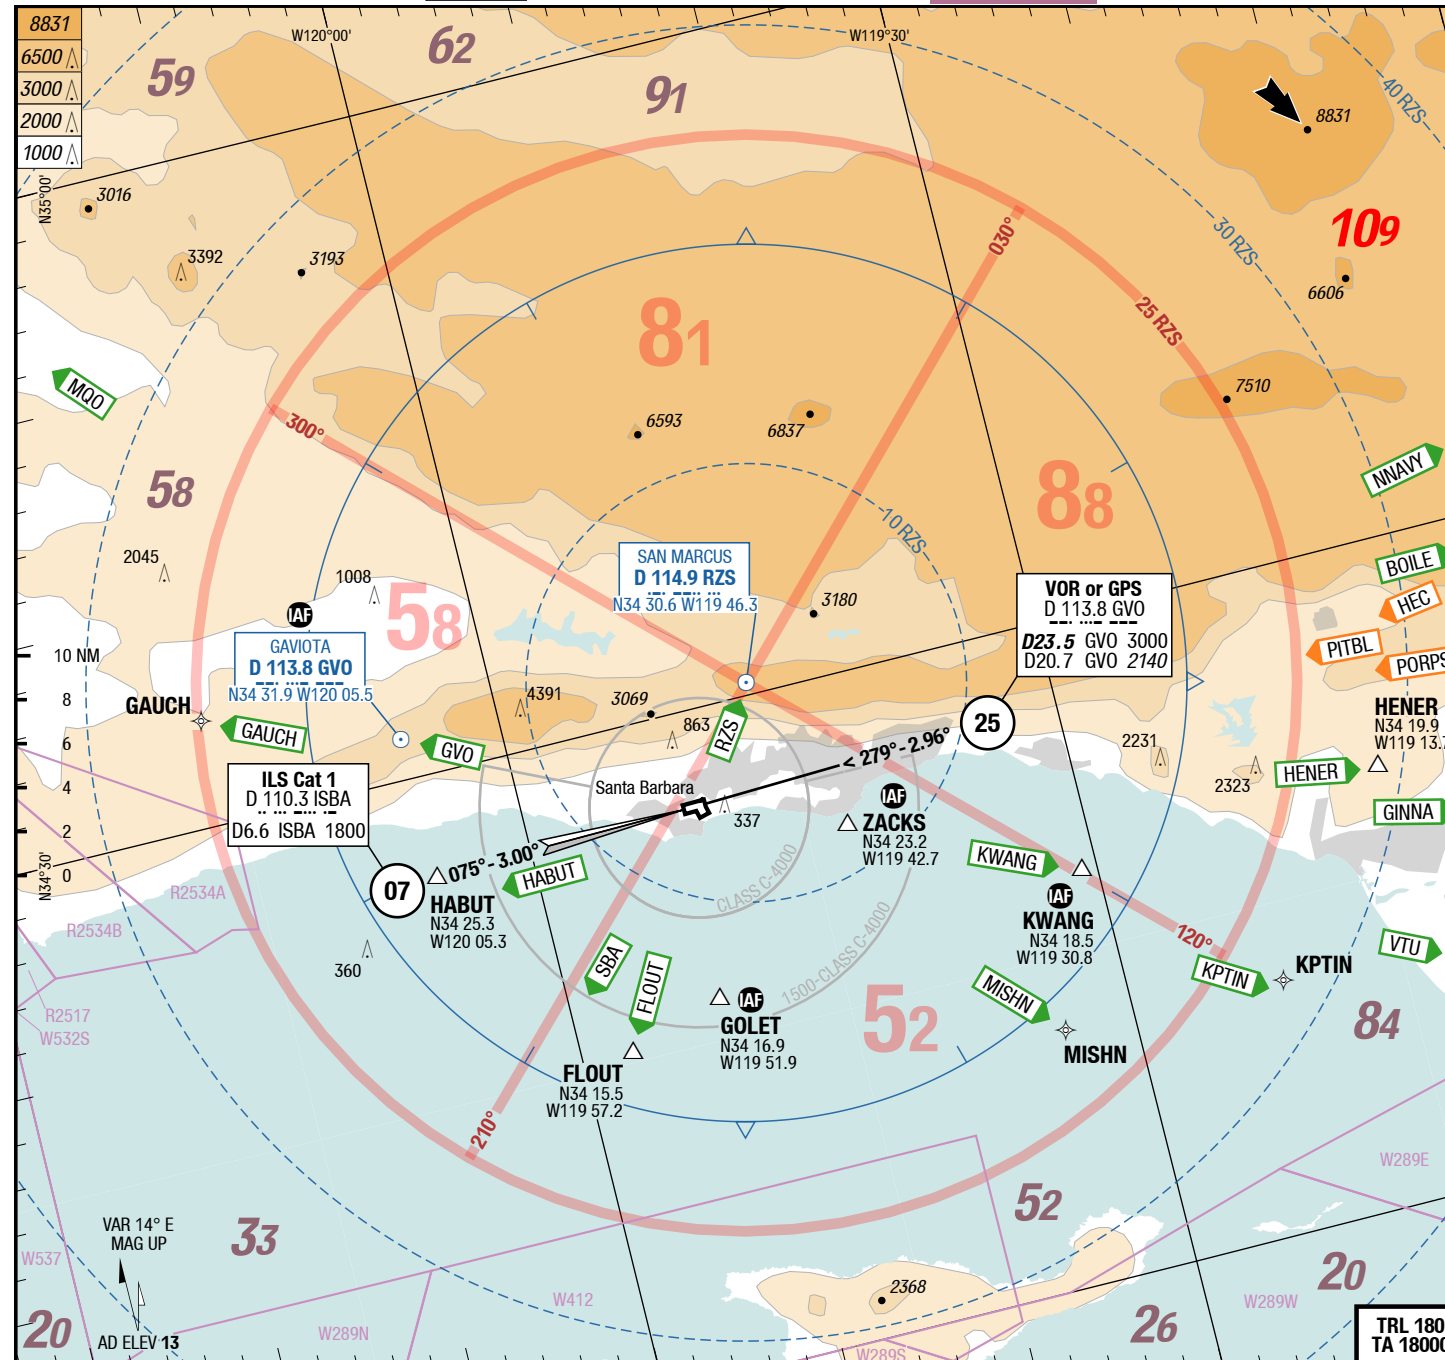 8831
6500
3000
2000
1000
59
62
91
W120°00'
W119°30'
40 RZS
8831
N35°00'
3016
3392
3193
030°
30 RZS
109
6606
25 RZS
81
MQO
300°
6593
6837
7510
58
88
NNAVY
10 RZS
2045
1008
58
SAN MARCUS
D 114.9 RZS
N34 30.6 W119 46.3
3180
VOR or GPS
D 113.8 GVO
D23.5 GVO 3000
D20.7 GVO 2140
BOILE
HEC
PITBL
PORPS
IAF
GAVIOTA
D 113.8 GVO
N34 31.9 W120 05.5
10 NM
8
6
4
2
0
N34°30'
GAUCH
GAUCH
GVO
4391
3069
863
RZS
25
< 279°-2.96°
2231
2323
HENER
N34 19.9
W119 13.7
HENER
GINNA
ILS Cat 1
D 110.3 ISBA
D6.6 ISBA 1800
Santa Barbara
337
IAF
ZACKS
N34 23.2
W119 42.7
KWANG
07
075°-3.00°
HABUT
HABUT
N34 25.3
W120 05.3
CLASS C-4000
1500-CLASS C-4000
IAF
KWANG
N34 18.5
W119 30.8
120°
VTU
R2534A
R2534B
360
SBA
FLOUT
KPTIN
KPTIN
MISHN
MISHN
R2517
W532S
IAF
GOLET
N34 16.9
W119 51.9
52
84
FLOUT
N34 15.5
W119 57.2
210°
W289E
52
VAR 14° E
MAG UP
33
W537
2368
20
W412
W289W
W289N
26
20
AD ELEV 13
W289S
TRL 180
TA 18000